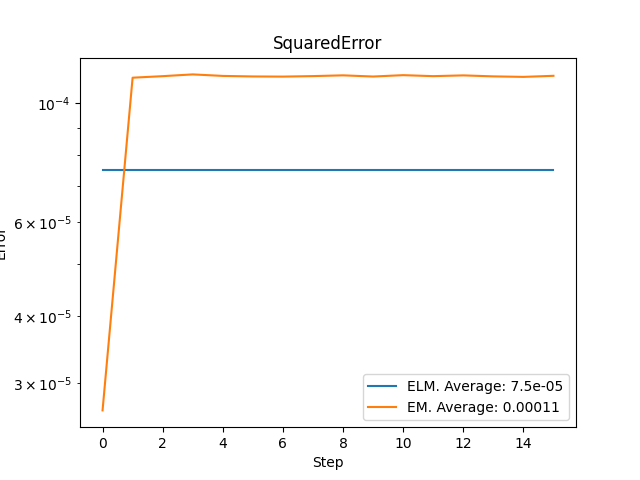 SquaredError
10⁻⁴
6 × 10⁻⁵
4 × 10⁻⁵
3 × 10⁻⁵
Error
ELM. Average: 7.5e-05
EM. Average: 0.00011
0 2 4 6 8 10 12 14
Step